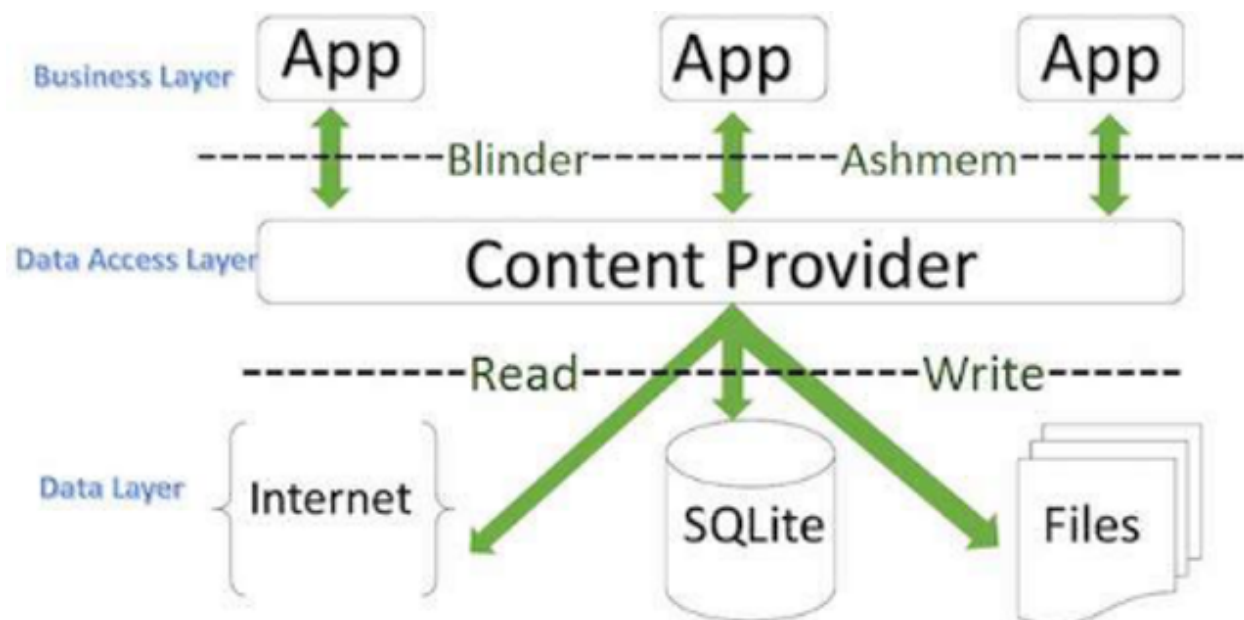 App App App
Business Layer
Blinder Ashmem
Data Access Layer Content Provider
Read Write
Data Layer Internet SQLite Files